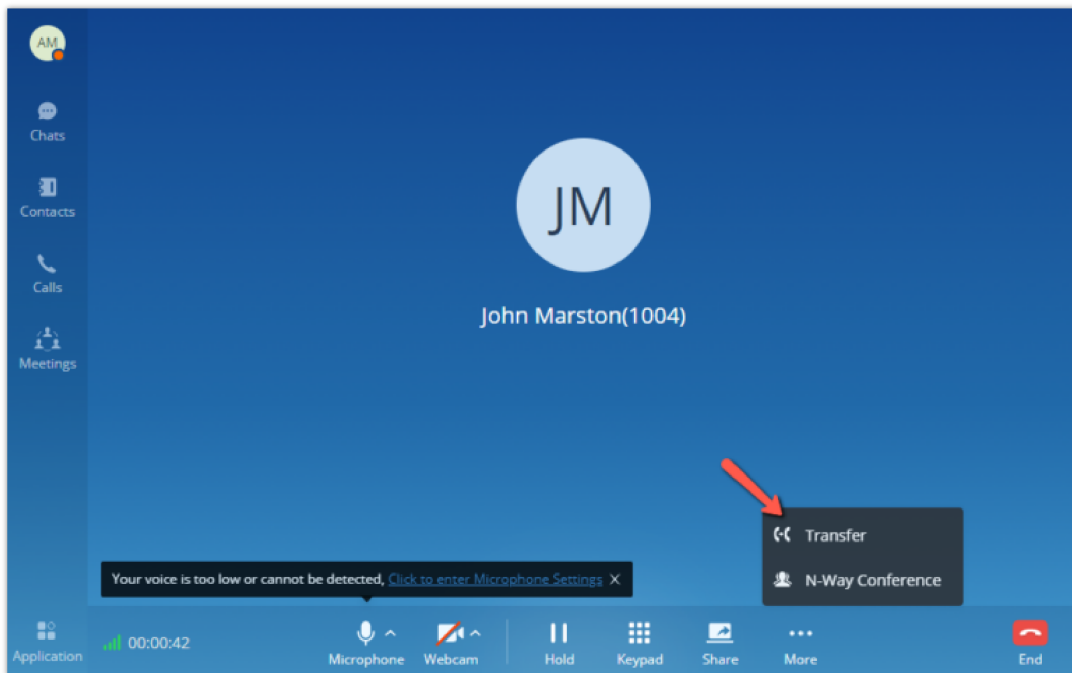 AM
Chats
Contacts
Calls
Meetings
Application
JM
John Marston(1004)
Transfer
N-Way Conference
Your voice is too low or cannot be detected, Click to enter Microphone Settings X
00:00:42
Microphone
Webcam
Hold
Keypad
Share
More
End